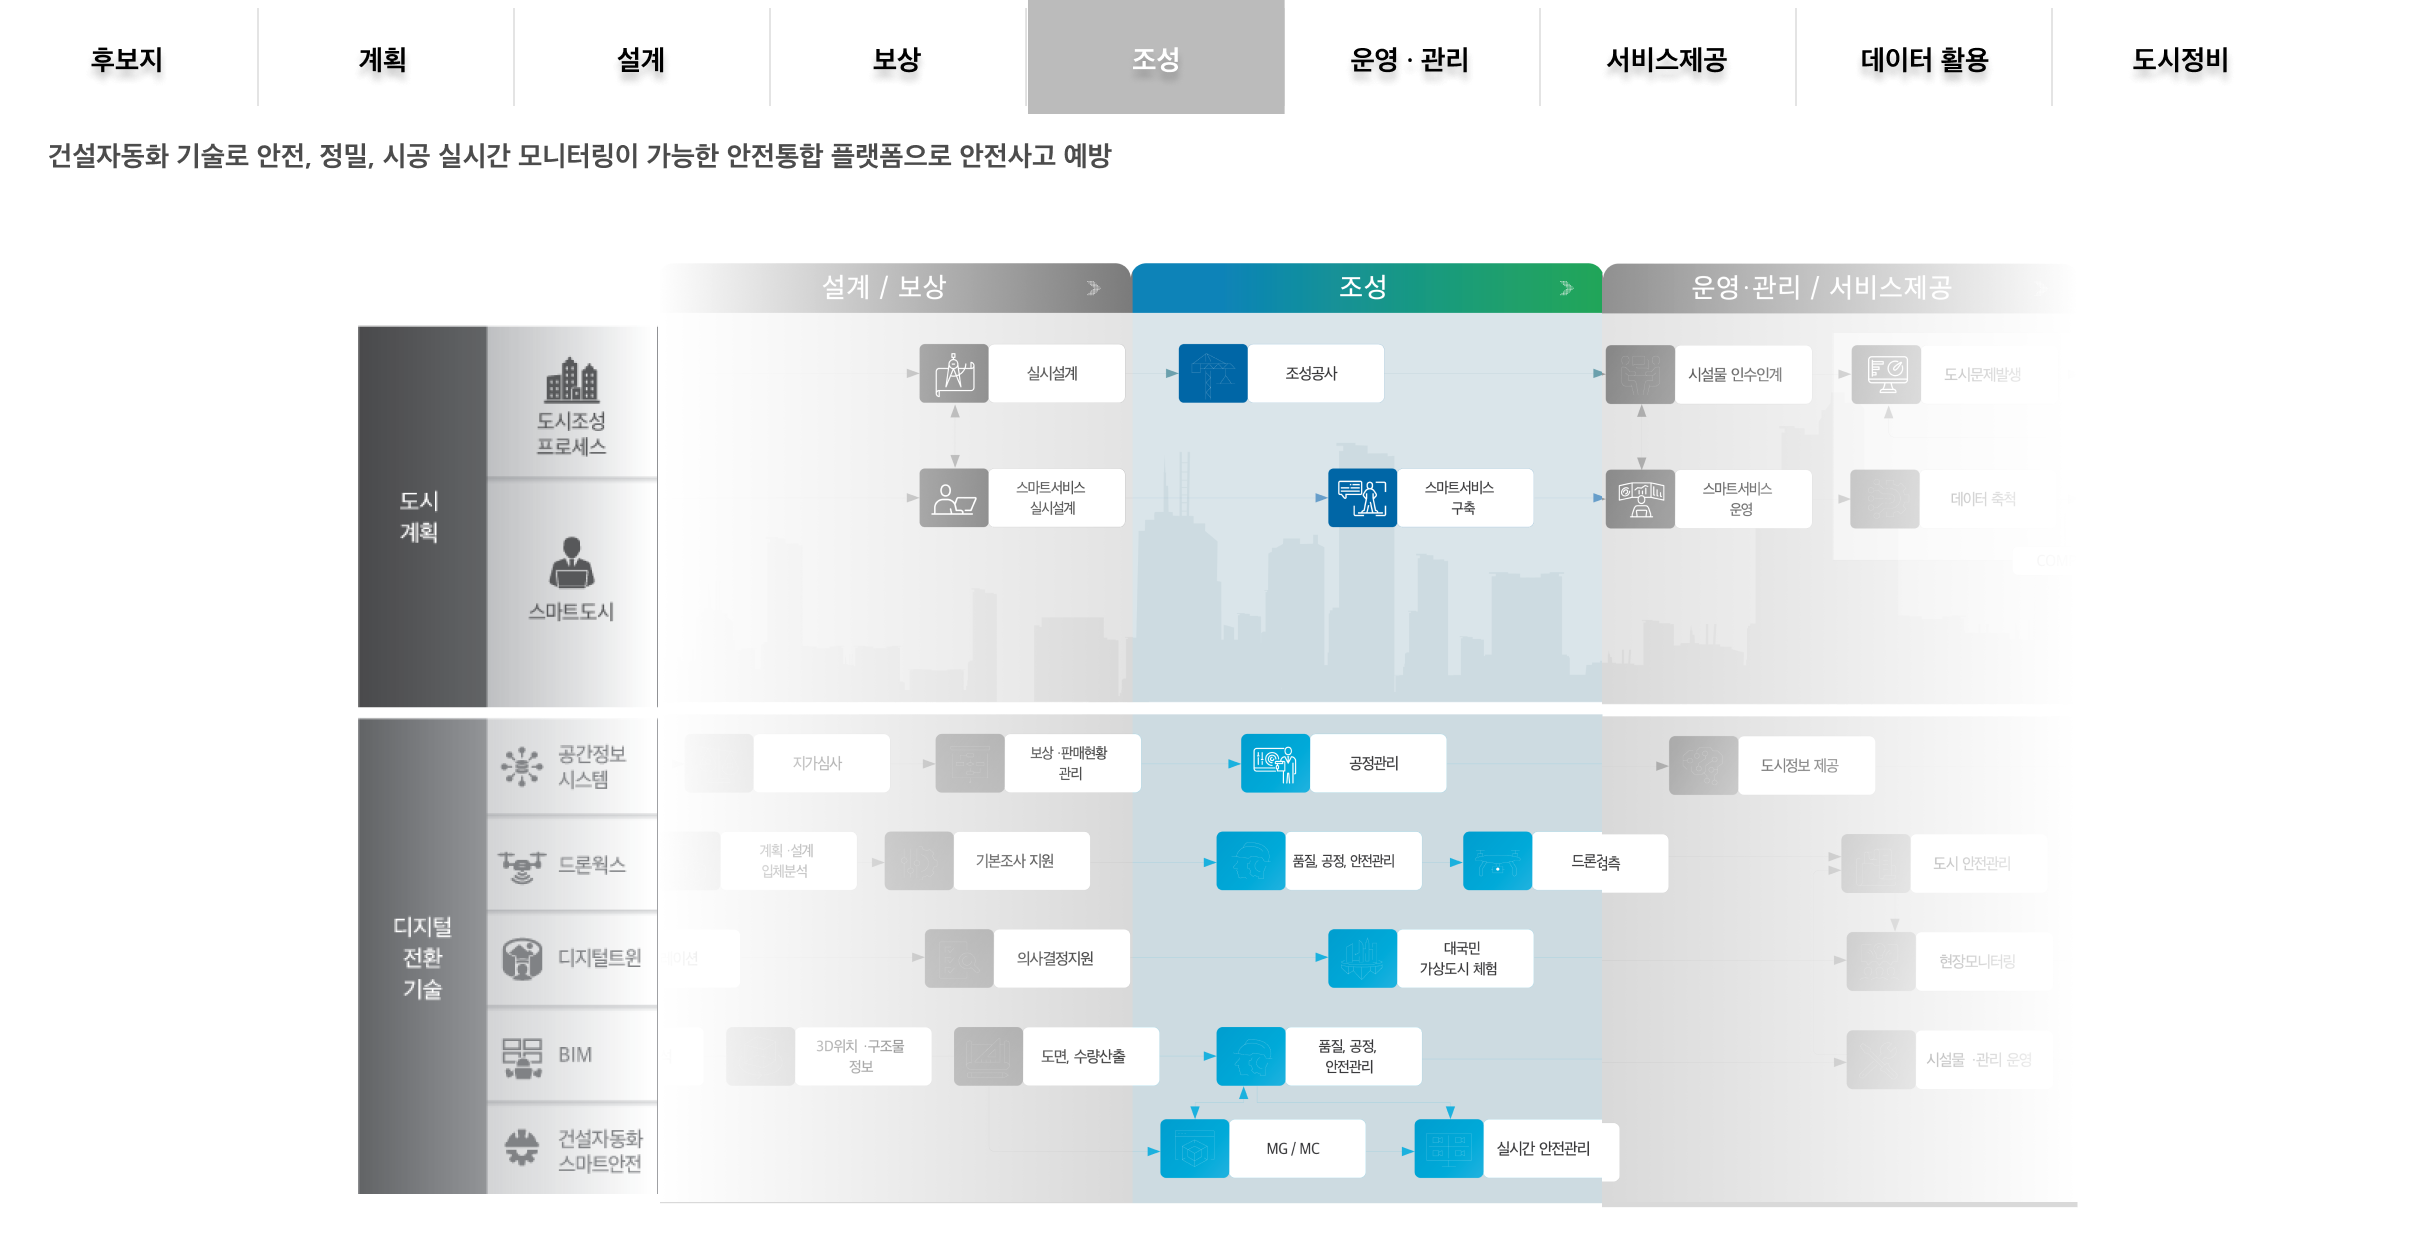 후보지
계획
설계
보상
조성
운영 · 관리
서비스제공
데이터 활용
도시정비
건설자동화 기술로 안전, 정밀, 시공 실시간 모니터링이 가능한 안전통합 플랫폼으로 안전사고 예방
설계 / 보상
조성
운영·관리 / 서비스제공
도시
계획
도시조성
프로세스
실시설계
조성공사
시설물 인수인계
도시문제발생
스마트도시
스마트서비스
실시설계
스마트서비스
구축
스마트서비스
운영
데이터 축척
디지털
전환
기술
공간정보
시스템
지가심사
보상 ·판매현황
관리
공정관리
도시정보 제공
드론웍스
계획 ·설계
입체분석
기본조사 지원
품질, 공정, 안전관리
드론검측
도시 안전관리
디지털트윈
이션
의사결정지원
대국민
가상도시 체험
현장모니터링
BIM
3D위치 ·구조물
정보
도면, 수량산출
품질, 공정,
안전관리
시설물 ·관리 운영
건설자동화
스마트안전
MG / MC
실시간 안전관리